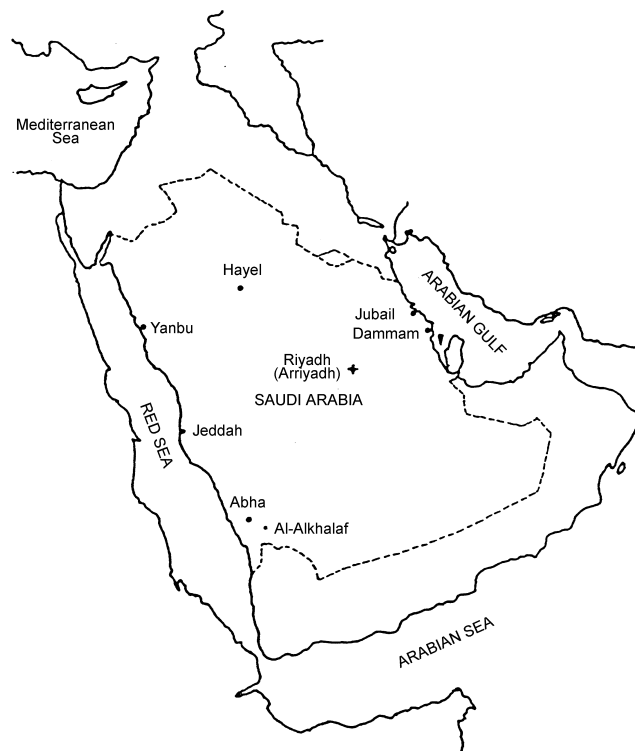 Mediterranean
Sea
Hayel
ARABIAN GULF
Jubail
Yanbu
Dammam
Riyadh
(Arriyadh)
SAUDI ARABIA
RED SEA
Jeddah
Abha
Al-Alkhalaf
ARABIAN SEA